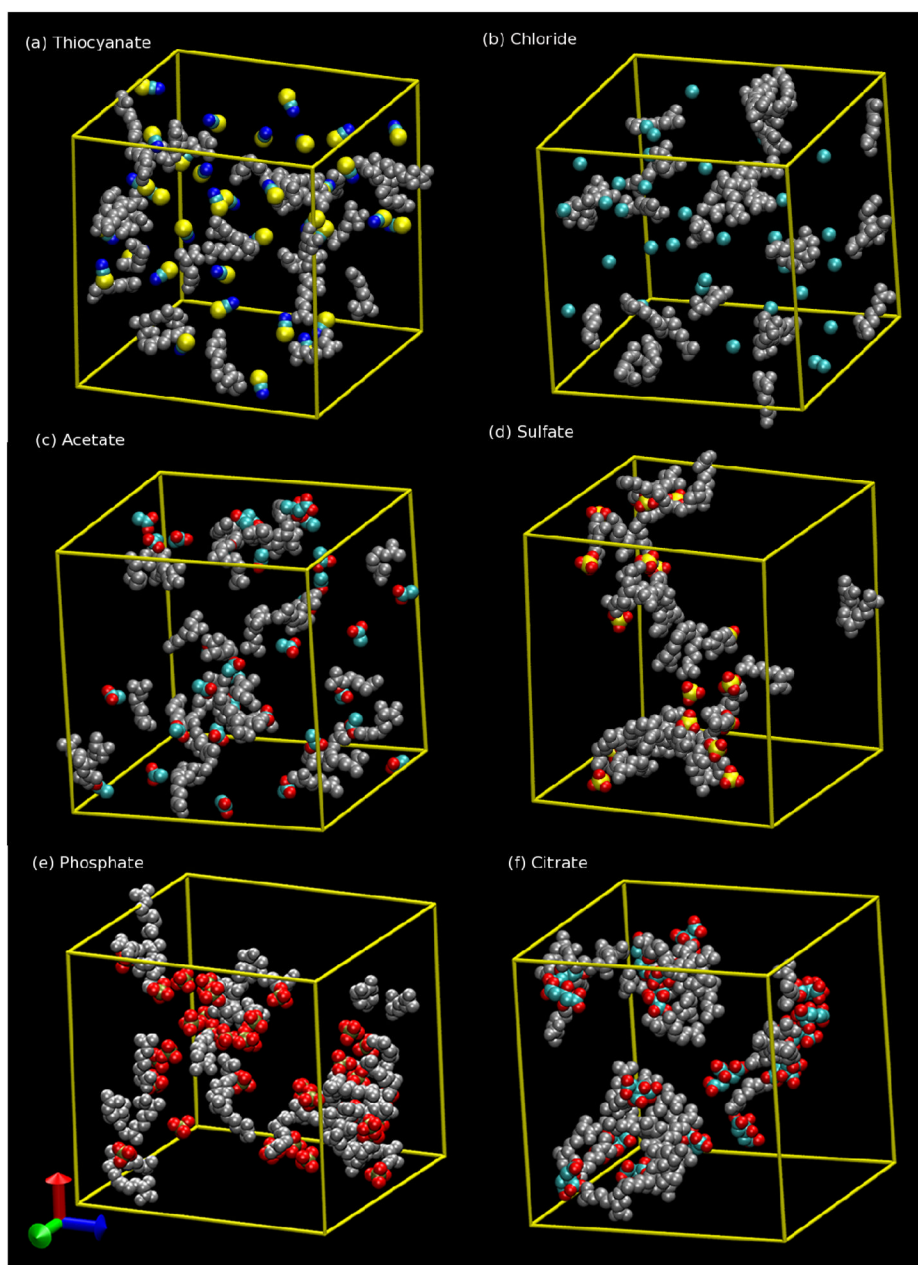 (a) Thiocyanate
(b) Chloride
(c) Acetate
(d) Sulfate
(e) Phosphate
(f) Citrate